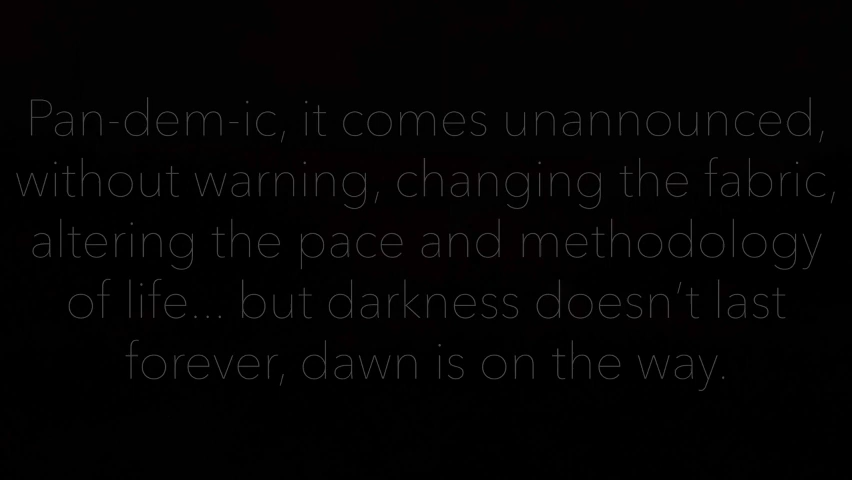 Pan-dem-ic, it comes unannounced,
without warning, changing the fabric,
altering the pace and methodology
of life... but darkness doesn’t last
forever, dawn is on the way.